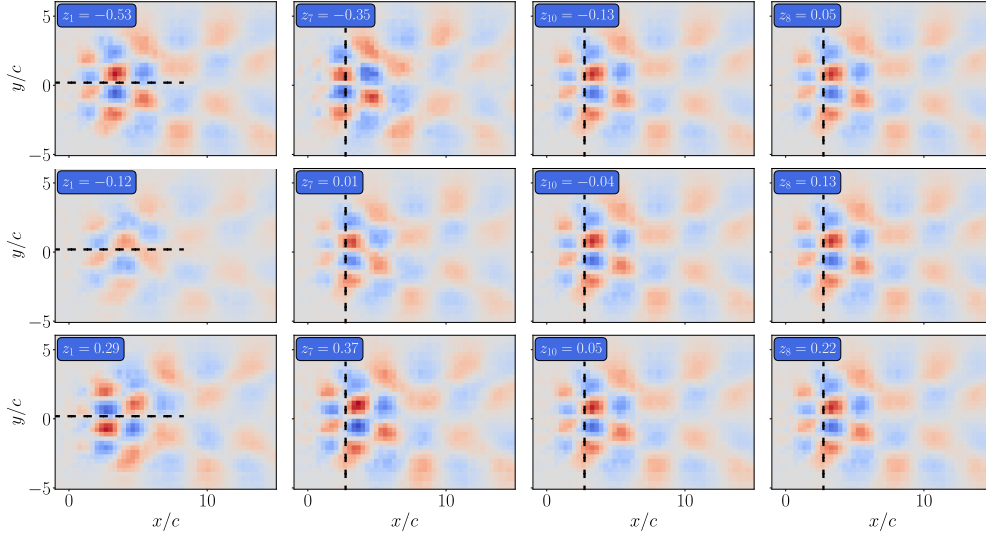 5
0
−5
y/c
z1 = −0.53
z7 = −0.35
z10 = −0.13
z8 = 0.05
5
0
−5
y/c
z1 = −0.12
z7 = 0.01
z10 = −0.04
z8 = 0.13
5
0
−5
y/c
z1 = 0.29
z7 = 0.37
z10 = 0.05
z8 = 0.22
0 10
0 10
0 10
0 10
x/c
x/c
x/c
x/c